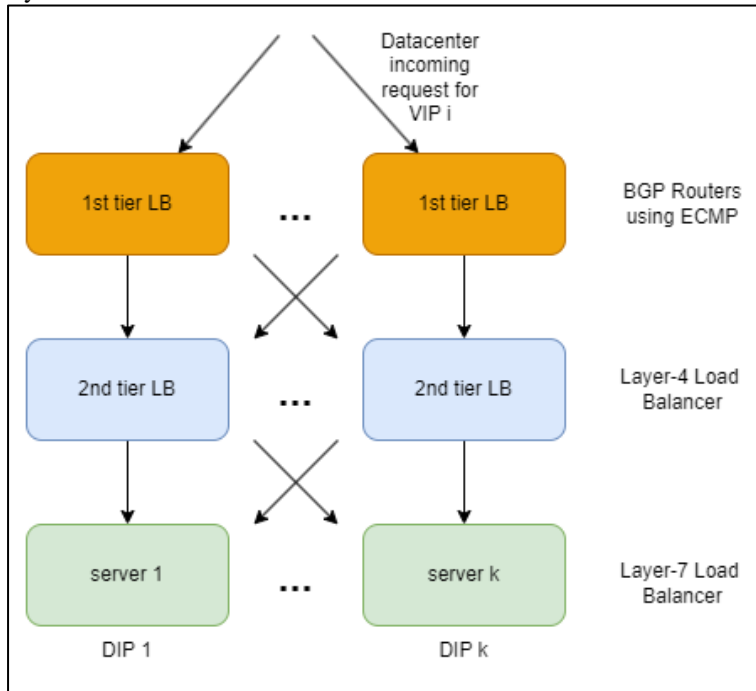 Datacenter
incoming
request for
VIP i
1st tier LB
...
1st tier LB
BGP Routers
using ECMP
2nd tier LB
...
2nd tier LB
Layer-4 Load
Balancer
server 1
...
server k
Layer-7 Load
Balancer
DIP 1
DIP k